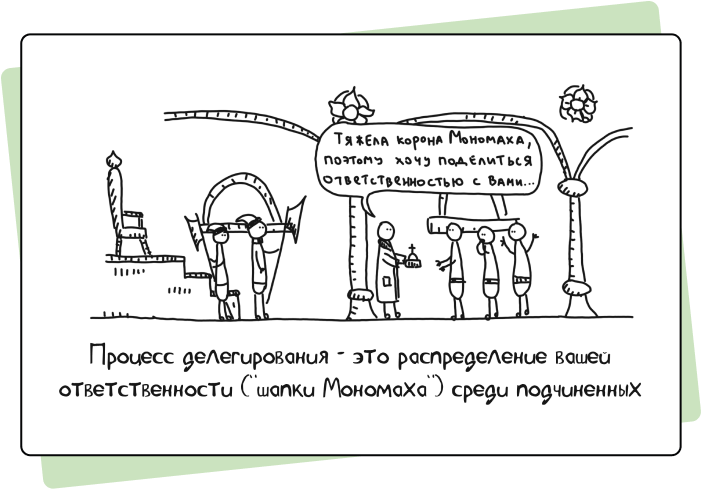 Тяжела корона Мономаха,
поэтому хочу поделиться
ответственностью с Вами...
Процесс делегирования - это распределение вашей
ответственности ("шапки Мономаха") среди подчиненных